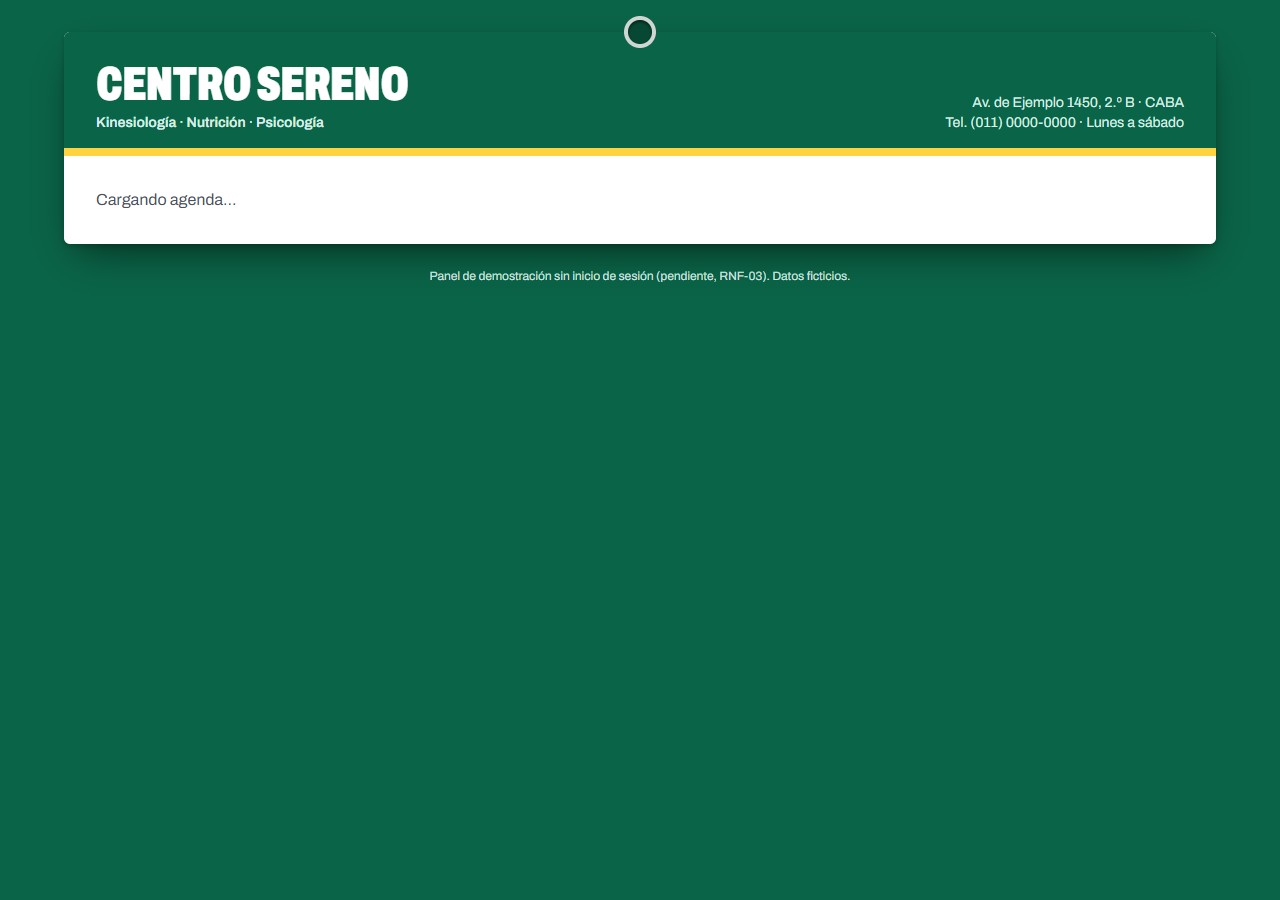 CENTRO SERENO
Kinesiología · Nutrición · Psicología
Av. de Ejemplo 1450, 2.º B · CABA
Tel. (011) 0000-0000 · Lunes a sábado
Cargando agenda...
Panel de demostración sin inicio de sesión (pendiente, RNF-03). Datos ficticios.